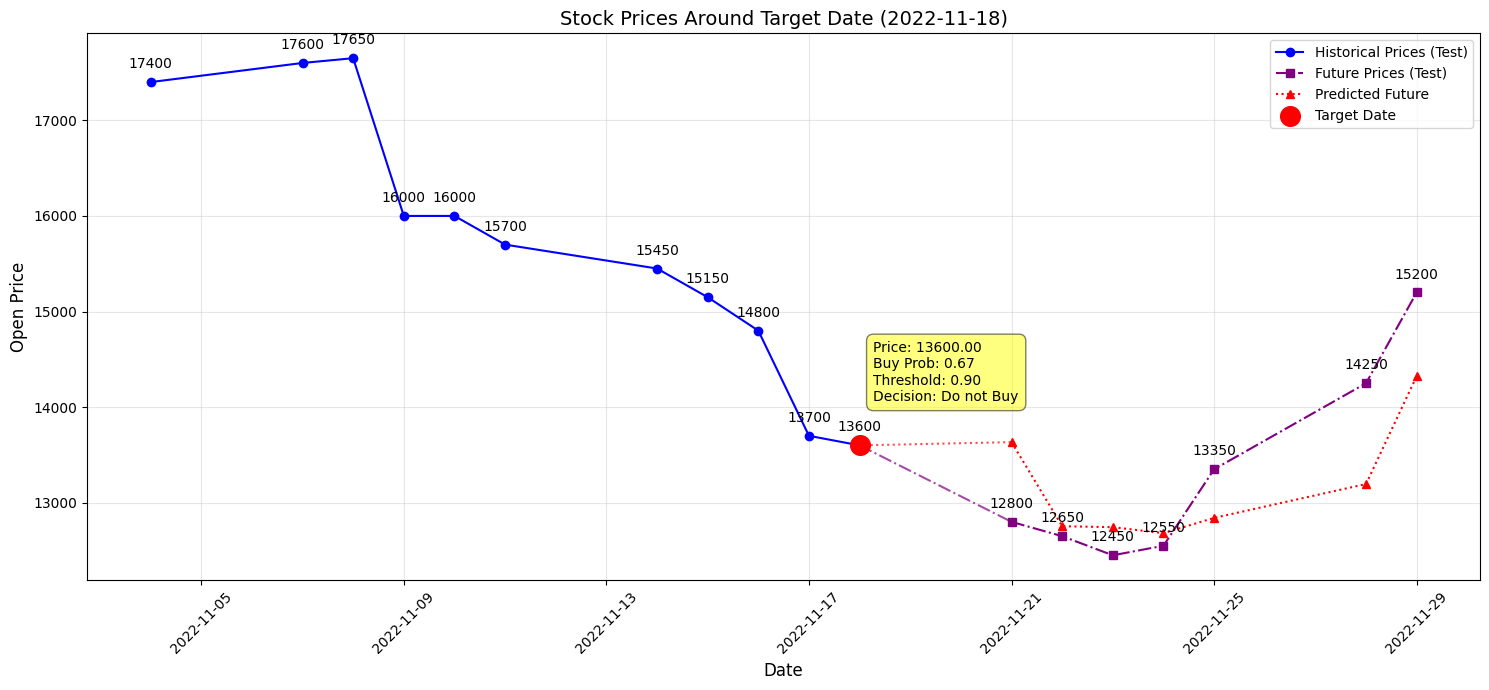 Stock Prices Around Target Date (2022-11-18)
Historical Prices (Test)
Future Prices (Test)
Predicted Future
Target Date
Open Price
17000
16000
15000
14000
13000
17400
17600
17650
16000
16000
15700
15450
15150
14800
13700
13600
Price: 13600.00
Buy Prob: 0.67
Threshold: 0.90
Decision: Do not Buy
12800
12650
12450
12550
13350
14250
15200
2022-11-05
2022-11-09
2022-11-13
2022-11-17
2022-11-21
2022-11-25
2022-11-29
Date